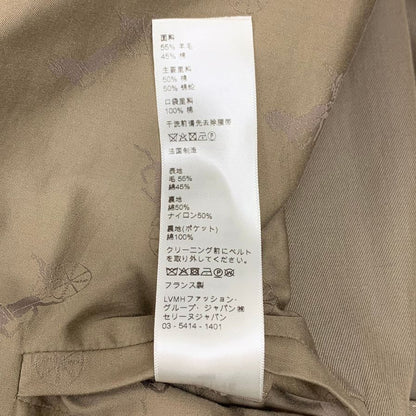 面料
55% 羊毛
45% 棉
主要里料
50% 棉
50% 锦纶
口袋里料
100% 棉
干洗前请先去除腰带
法国制造
表地
毛 55%
綿45%
裏地
綿50%
ナイロン50%
裏地(ポケット)
綿100%
クリーニング前にベルト
を取り外してください。
フランス製
LVMHファッション・
グループ・ジャパン㈱
セリーヌジャパン
03 - 5414 - 1401